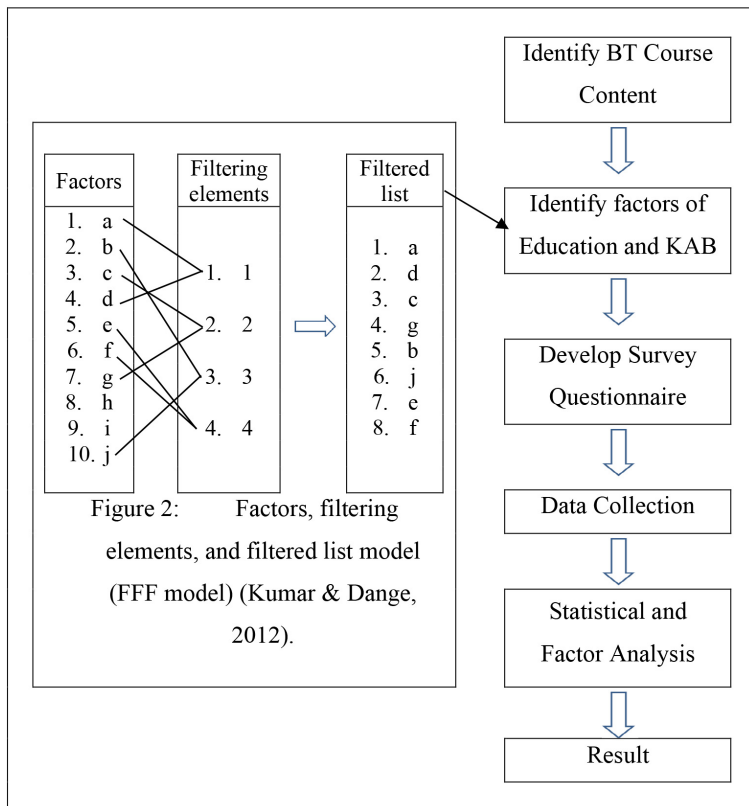 Factors
1. a
2. b
3. c
4. d
5. e
6. f
7. g
8. h
9. i
10. j
Filtering
elements
1. 1
2. 2
3. 3
4. 4
Filtered
list
1. a
2. d
3. c
4. g
5. b
6. j
7. e
8. f
Figure 2: Factors, filtering
elements, and filtered list model
(FFF model) (Kumar & Dange,
2012).
Identify BT Course
Content
Identify factors of
Education and KAB
Develop Survey
Questionnaire
Data Collection
Statistical and
Factor Analysis
Result